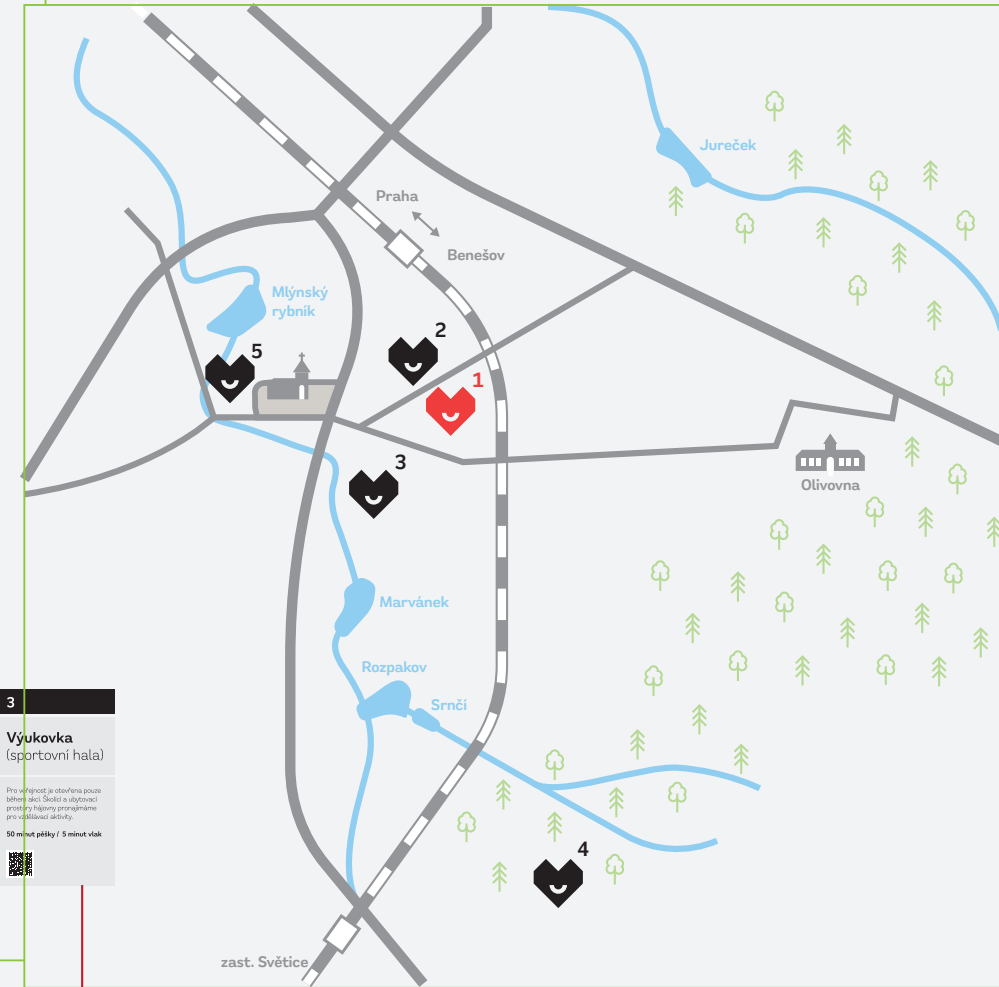 Jureček
Praha
Benešov
Mlýnský
rybník
2
5
1
3
Olivovna
Marvánek
Rozpakov
Srnčí
3
Výukovka
(sportovní hala)
Pro veřejnost je otevřena pouze
během akcí. Školicí a ubytovací
prostory hájovny pronajímáme
pro vzdělávací aktivity.
50 minut pěšky / 5 minut vlak
4
zast. Světice